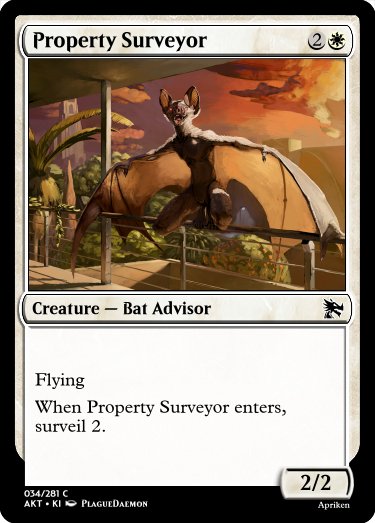 Property Surveyor 2
Creature — Bat Advisor
Flying
When Property Surveyor enters,
surveil 2.
2/2
034/281 C
AKT • KI PlagueDaemon
Apriken